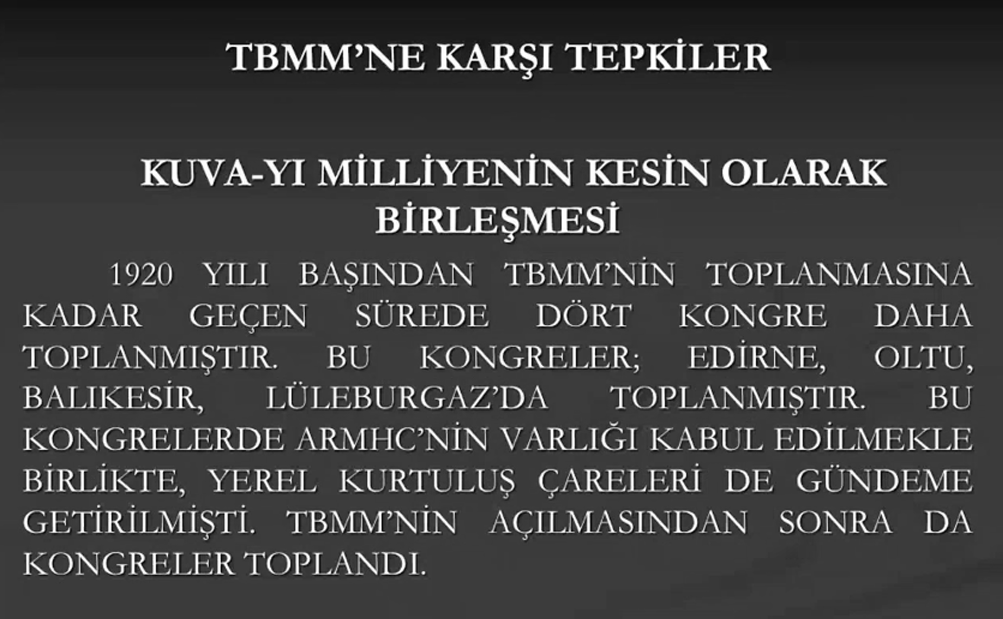 TBMM’NE KARŞI TEPKİLER
KUVA-YI MİLLİYENİN KESİN OLARAK
BİRLEŞMESİ
1920 YILI BAŞINDAN TBMM’NİN TOPLANMASINA
KADAR GEÇEN SÜREDE DÖRT KONGRE DAHA
TOPLANMIŞTIR. BU KONGRELER; EDİRNE, OLTU,
BALIKESİR, LÜLEBURGAZ’DA TOPLANMIŞTIR. BU
KONGRELERDE ARMHC’NİN VARLIĞI KABUL EDİLMEKLE
BİRLİKTE, YEREL KURTULUŞ ÇARELERİ DE GÜNDEME
GETİRİLMİŞTİ. TBMM’NİN AÇILMASINDAN SONRA DA
KONGRELER TOPLANDI.